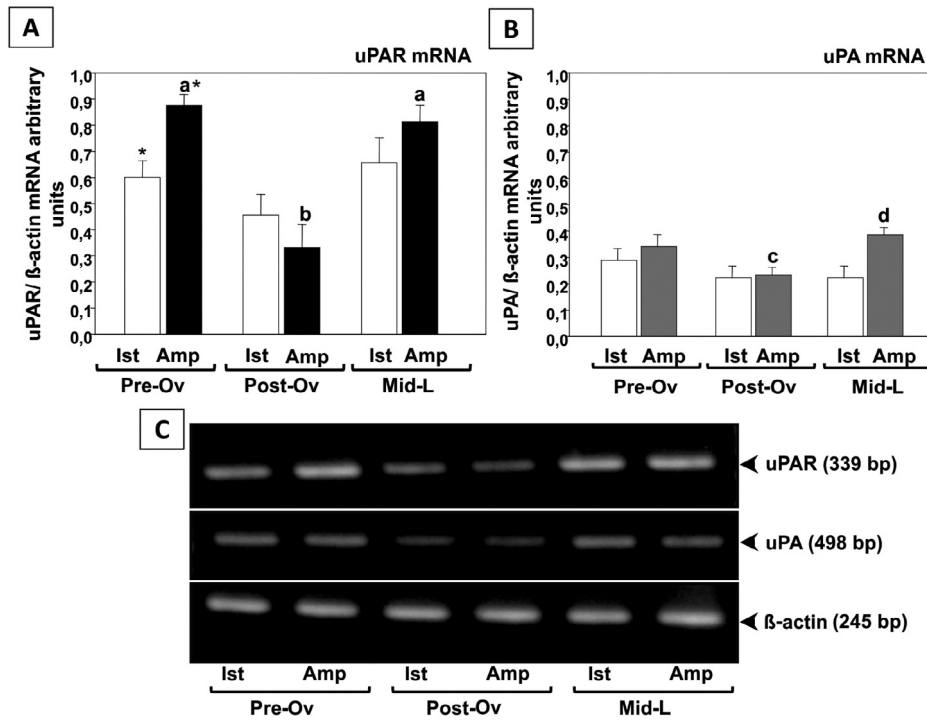 A
uPAR mRNA
uPAR/ ß-actin mRNA arbitrary
units
1,0
0,9
0,8
0,7
0,6
0,5
0,4
0,3
0,2
0,1
0,0
*
a*
b
a
Ist Amp Ist Amp Ist Amp
Pre-Ov Post-Ov Mid-L
B
uPA mRNA
uPA/ ß-actin mRNA arbitrary
units
1,0
0,9
0,8
0,7
0,6
0,5
0,4
0,3
0,2
0,1
0,0
c
d
Ist Amp Ist Amp Ist Amp
Pre-Ov Post-Ov Mid-L
C
uPAR (339 bp)
uPA (498 bp)
ß-actin (245 bp)
Ist Amp Ist Amp Ist Amp
Pre-Ov Post-Ov Mid-L